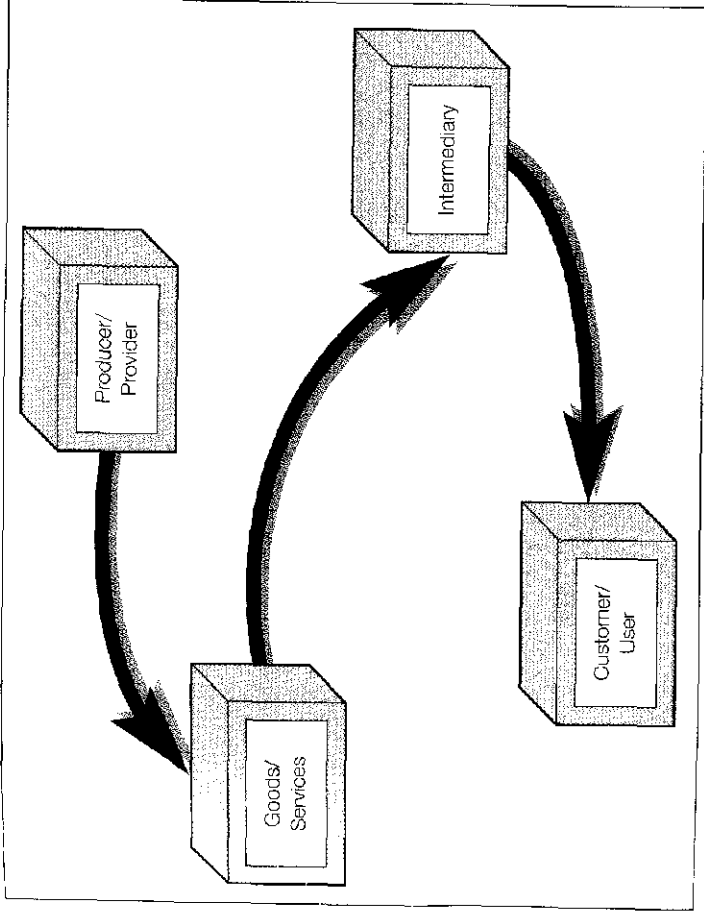 Producer/
Provider
Goods/
Services
Intermediary
Customer/
User